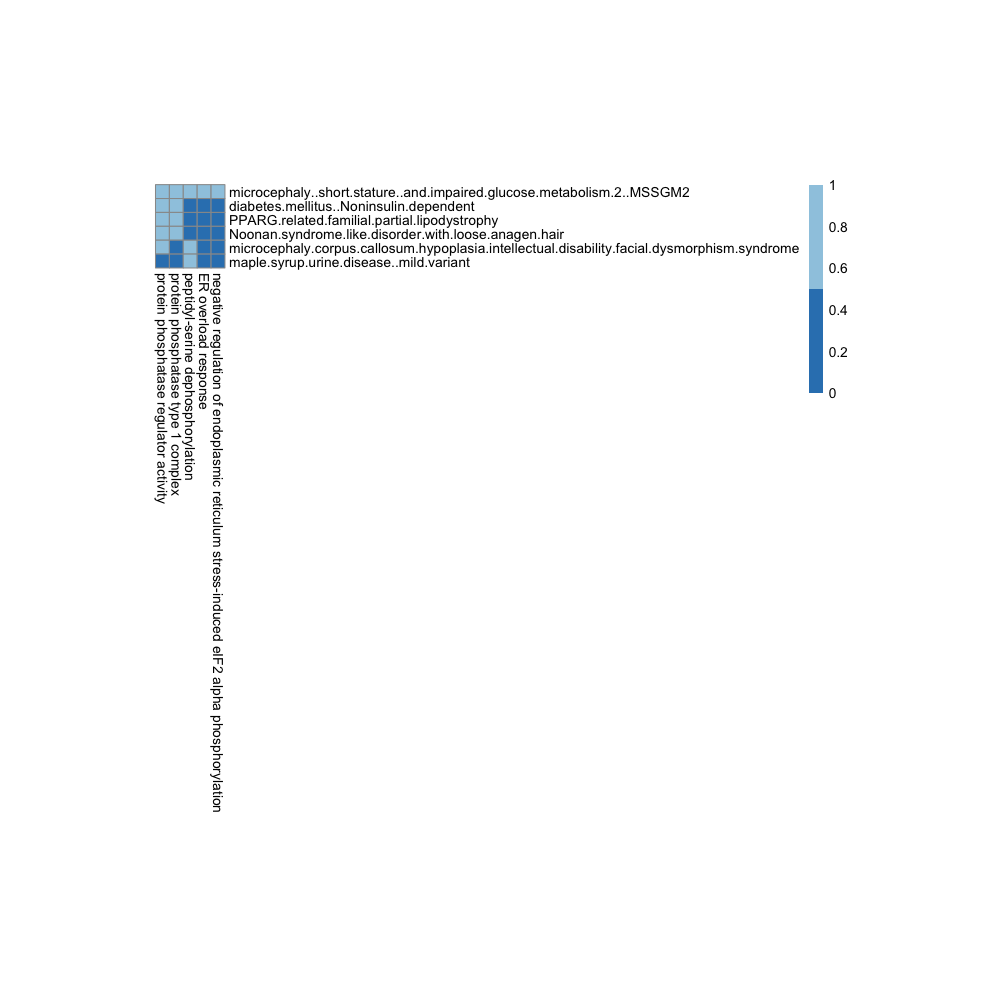 microcephaly..short.stature..and.impaired.glucose.metabolism.2..MSSGM2
diabetes.mellitus..Noninsulin.dependent
PPARG.related.familial.partial.lipodystrophy
Noonan.syndrome.like.disorder.with.loose.anagen.hair
microcephaly.corpus.callosum.hypoplasia.intellectual.disability.facial.dysmorphism.syndrome
maple.syrup.urine.disease..mild.variant
protein phosphatase regulator activity
protein phosphatase type 1 complex
peptidyl-serine dephosphorylation
ER overload response
negative regulation of endoplasmic reticulum stress-induced eIF2 alpha phosphorylation
1
0.8
0.6
0.4
0.2
0